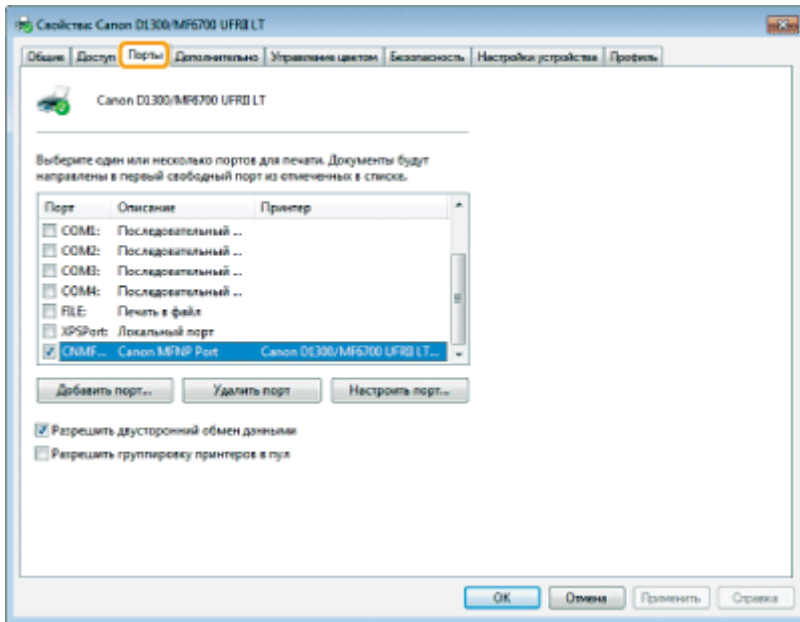 Свойства: Canon D1300/MF6700 UFRII LT
Общие Доступ Порты Дополнительно Управление цветом Безопасность Настройки устройства Профиль
Canon D1300/MF6700 UFRII LT
Выберите один или несколько портов для печати. Документы будут
направлены в первый свободный порт из отмеченных в списке.
Порт Описание Принтер
COM1: Последовательный ...
COM2: Последовательный ...
COM3: Последовательный ...
COM4: Последовательный ...
FILE: Печать в файл
XPSPort: Локальный порт
CNMF... Canon MFNP Port Canon D1300/MF6700 UFRII LT...
Добавить порт... Удалить порт Настроить порт...
Разрешить двусторонний обмен данными
Разрешить группировку принтеров в пул
OK Отмена Применить Справка